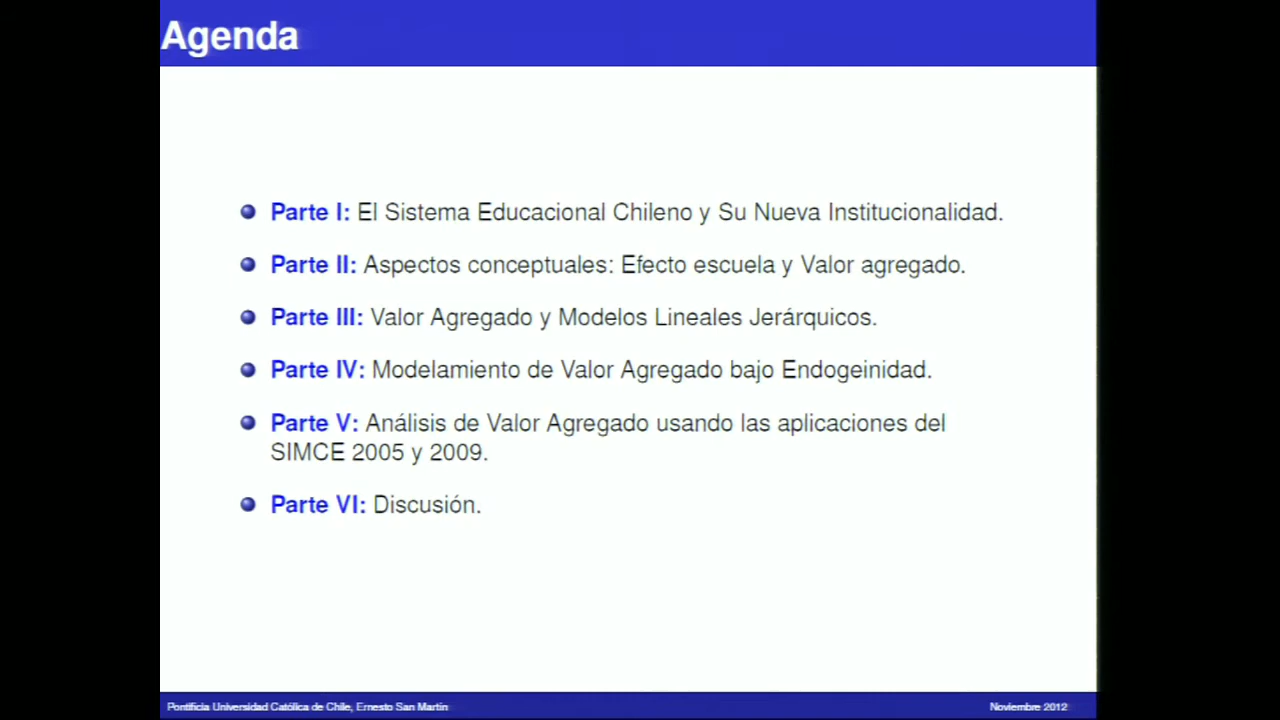 Agenda
Parte I: El Sistema Educacional Chileno y Su Nueva Institucionalidad.
Parte II: Aspectos conceptuales: Efecto escuela y Valor agregado.
Parte III: Valor Agregado y Modelos Lineales Jerárquicos.
Parte IV: Modelamiento de Valor Agregado bajo Endogeinidad.
Parte V: Análisis de Valor Agregado usando las aplicaciones del
SIMCE 2005 y 2009.
Parte VI: Discusión.
Pontificia Universidad Católica de Chile, Ernesto San Martín
Noviembre 2012